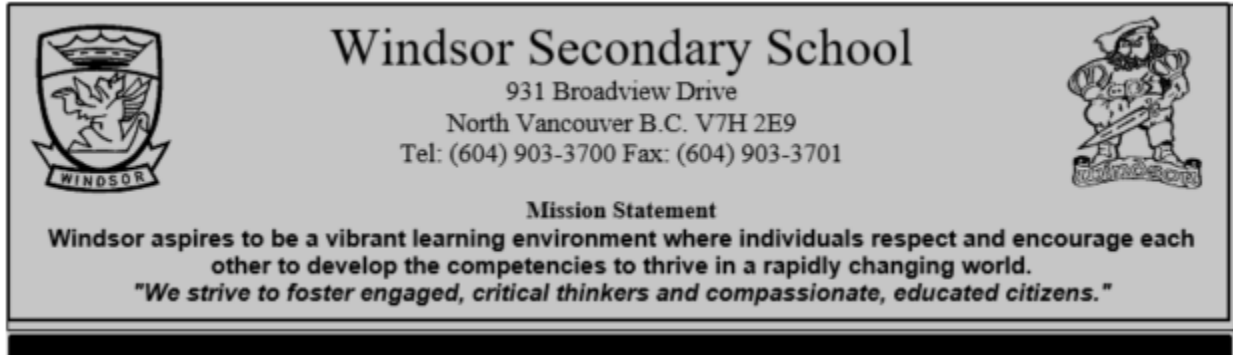 Windsor Secondary School
931 Broadview Drive
North Vancouver B.C. V7H 2E9
Tel: (604) 903-3700 Fax: (604) 903-3701
WINDSOR
windsor
Mission Statement
Windsor aspires to be a vibrant learning environment where individuals respect and encourage each
other to develop the competencies to thrive in a rapidly changing world.
"We strive to foster engaged, critical thinkers and compassionate, educated citizens."